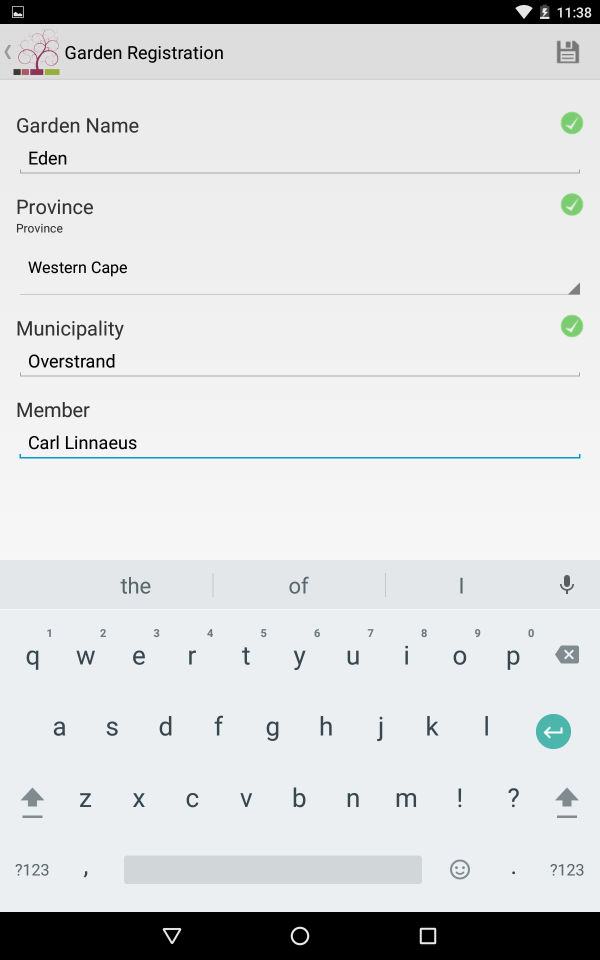 11:38
Garden Registration
Garden Name
Eden
Province
Province
Western Cape
Municipality
Overstrand
Member
Carl Linnaeus
the of I
1 2 3 4 5 6 7 8 9 0
q w e r t y u i o p
a s d f g h j k l
z x c v b n m ! ?
?123 , . ?123